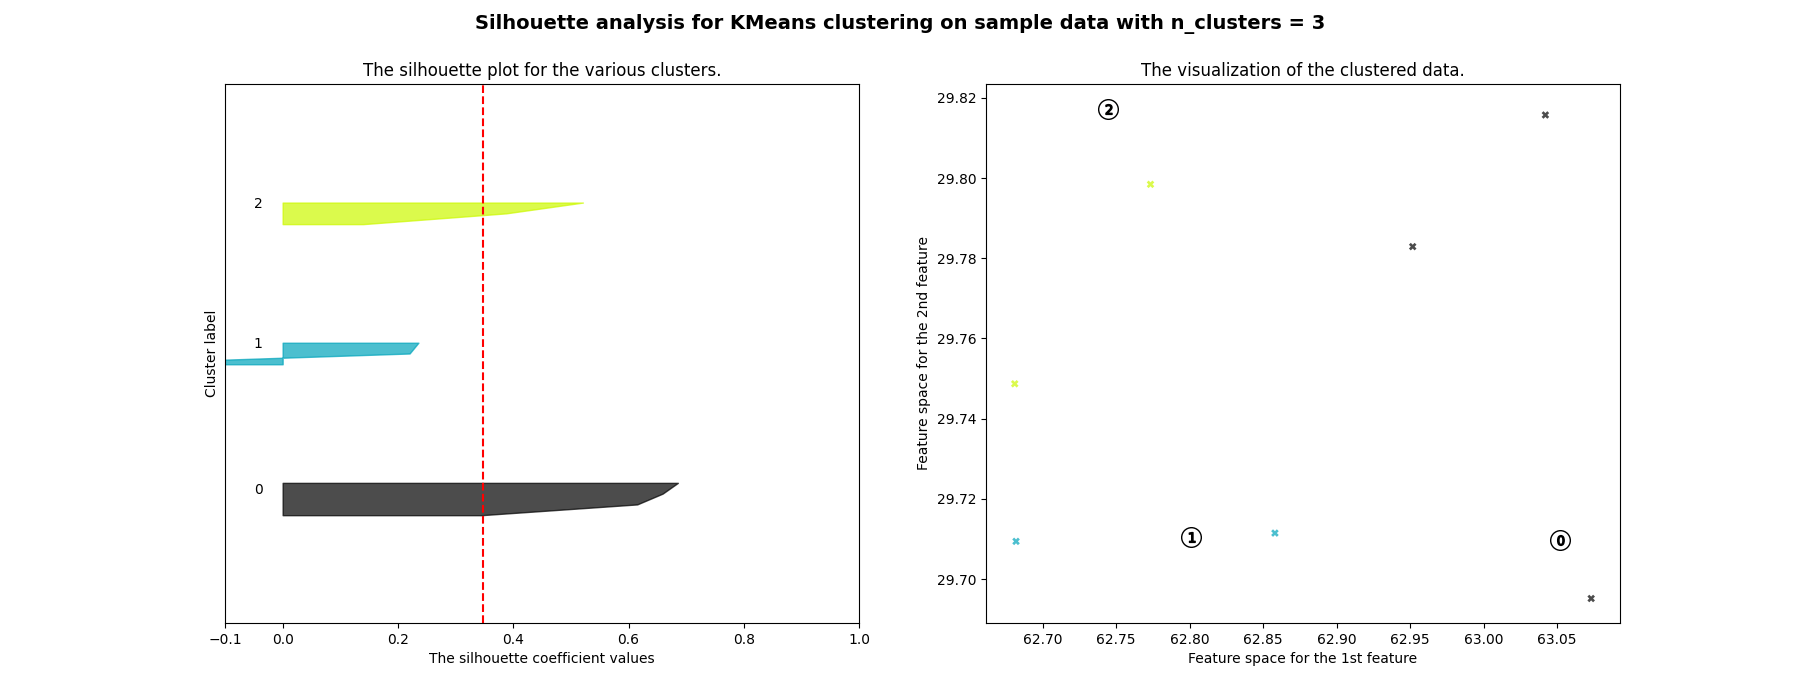 Silhouette analysis for KMeans clustering on sample data with n_clusters = 3
The silhouette plot for the various clusters.
2
1
0
Cluster label
−0.1 0.0 0.2 0.4 0.6 0.8 1.0
The silhouette coefficient values
The visualization of the clustered data.
29.82
29.80
29.78
29.76
29.74
29.72
29.70
Feature space for the 2nd feature
2
1
0
62.70 62.75 62.80 62.85 62.90 62.95 63.00 63.05
Feature space for the 1st feature